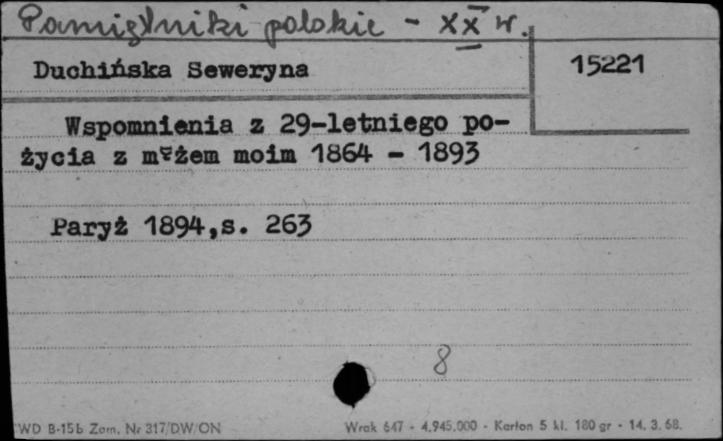 Pamiętniki polskie - XX w.
Duchińska Seweryna
15221
Wspomnienia z 29-letniego po-
życia z mężem moim 1864 - 1893
Paryż 1894,s. 263
8
WD B-15b Zam. Nr 317/DW/ON
Wrak 647 - 4.945.000 - Karton 5 kl. 180 gr - 14. 3. 68.